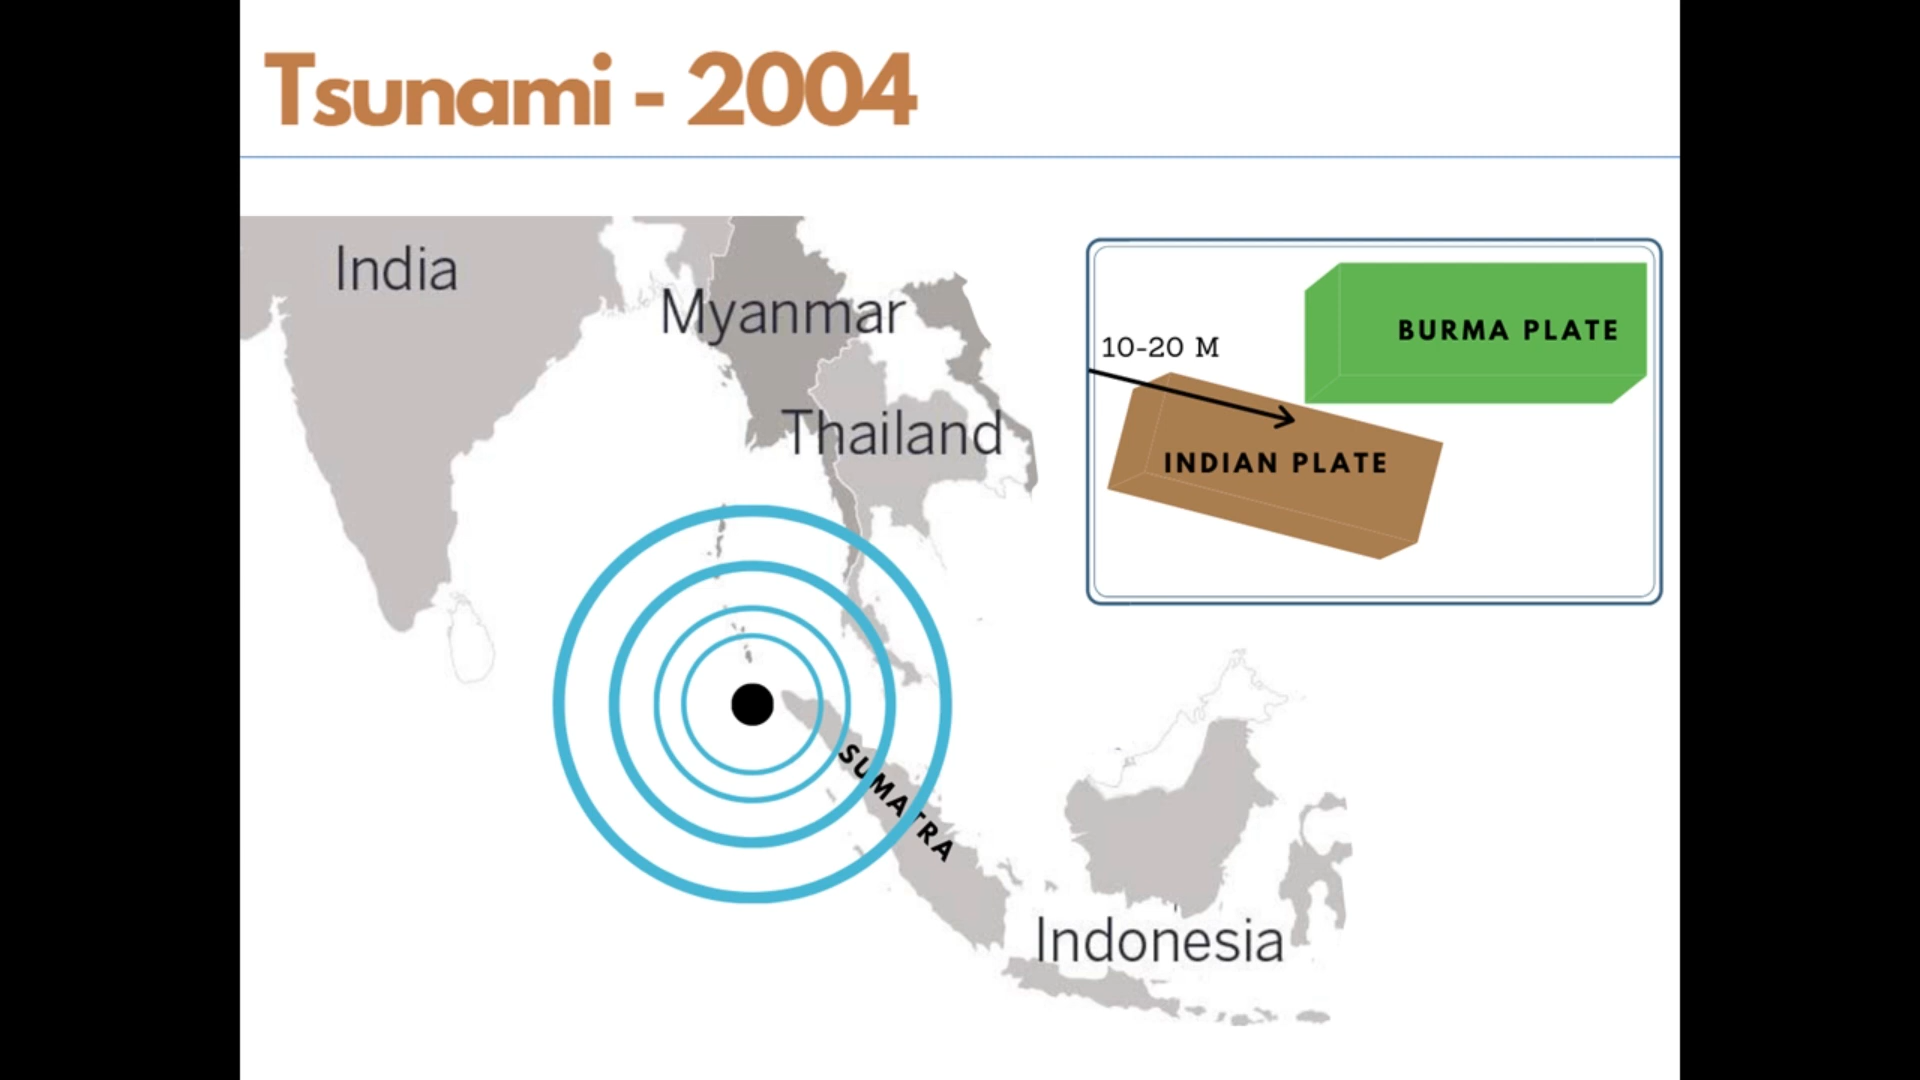 Tsunami - 2004
India
Myanmar
Thailand
10-20 M
BURMA PLATE
INDIAN PLATE
SUMATRA
Indonesia